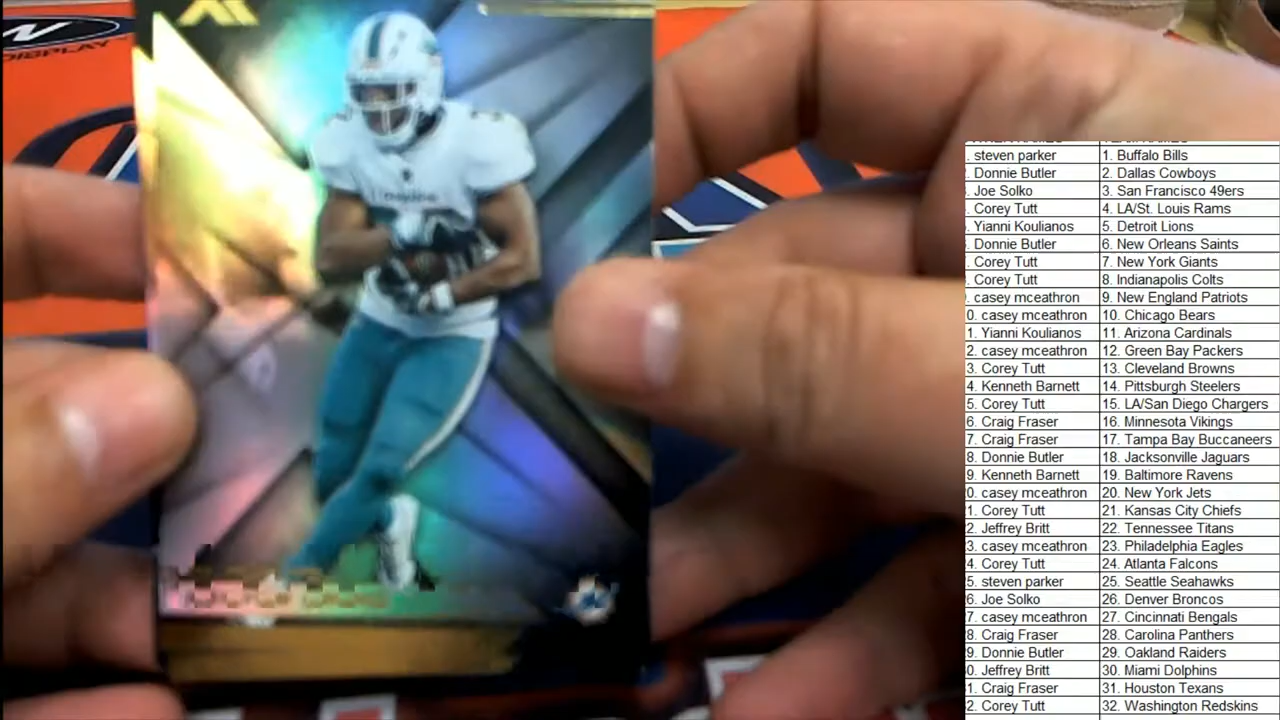 DISPLAY
XR
. steven parker 1. Buffalo Bills
. Donnie Butler 2. Dallas Cowboys
. Joe Solko 3. San Francisco 49ers
. Corey Tutt 4. LA/St. Louis Rams
. Yianni Koulianos 5. Detroit Lions
. Donnie Butler 6. New Orleans Saints
. Corey Tutt 7. New York Giants
. Corey Tutt 8. Indianapolis Colts
. casey mceathron 9. New England Patriots
0. casey mceathron 10. Chicago Bears
1. Yianni Koulianos 11. Arizona Cardinals
2. casey mceathron 12. Green Bay Packers
3. Corey Tutt 13. Cleveland Browns
4. Kenneth Barnett 14. Pittsburgh Steelers
5. Corey Tutt 15. LA/San Diego Chargers
6. Craig Fraser 16. Minnesota Vikings
7. Craig Fraser 17. Tampa Bay Buccaneers
8. Donnie Butler 18. Jacksonville Jaguars
9. Kenneth Barnett 19. Baltimore Ravens
0. casey mceathron 20. New York Jets
1. Corey Tutt 21. Kansas City Chiefs
2. Jeffrey Britt 22. Tennessee Titans
3. casey mceathron 23. Philadelphia Eagles
4. Corey Tutt 24. Atlanta Falcons
5. steven parker 25. Seattle Seahawks
6. Joe Solko 26. Denver Broncos
7. casey mceathron 27. Cincinnati Bengals
8. Craig Fraser 28. Carolina Panthers
9. Donnie Butler 29. Oakland Raiders
0. Jeffrey Britt 30. Miami Dolphins
1. Craig Fraser 31. Houston Texans
2. Corey Tutt 32. Washington Redskins